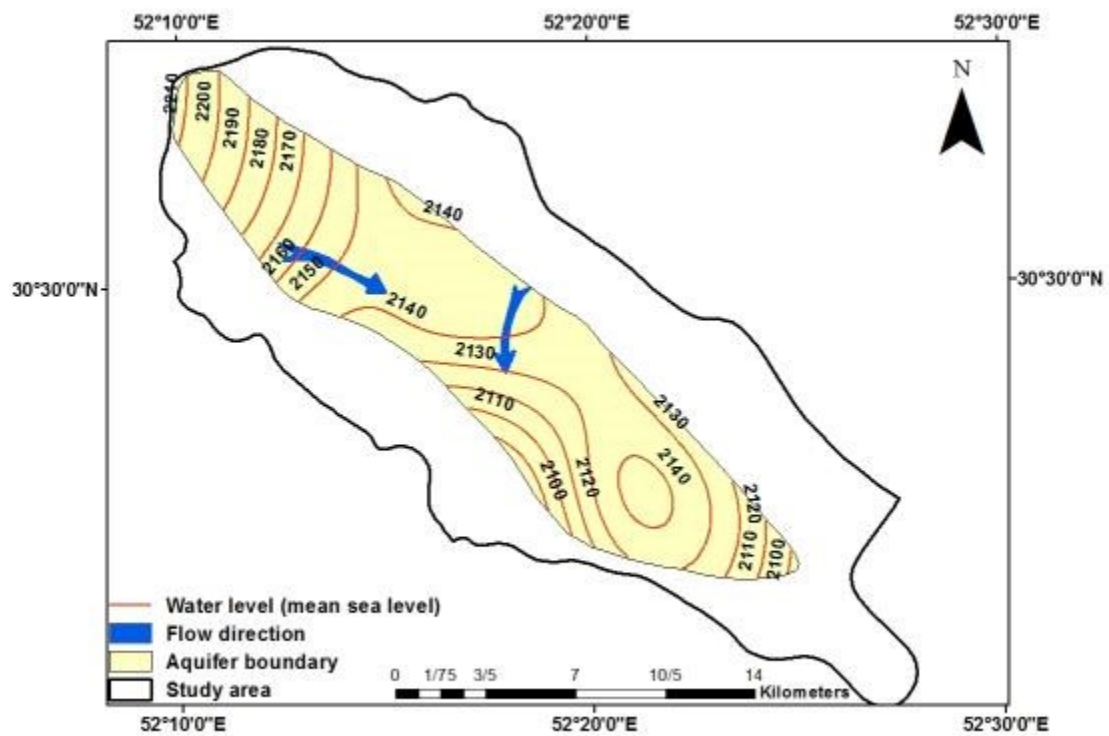 52°10'0"E 52°20'0"E 52°30'0"E
N
2210
2200
2190
2180
2170
2160
2150
2140
2140
2130
2110
2100
2120
2130
2140
2120
2110
2100
30°30'0"N
30°30'0"N
Water level (mean sea level)
Flow direction
Aquifer boundary
Study area
0 1/75 3/5 7 10/5 14
Kilometers
52°10'0"E 52°20'0"E 52°30'0"E